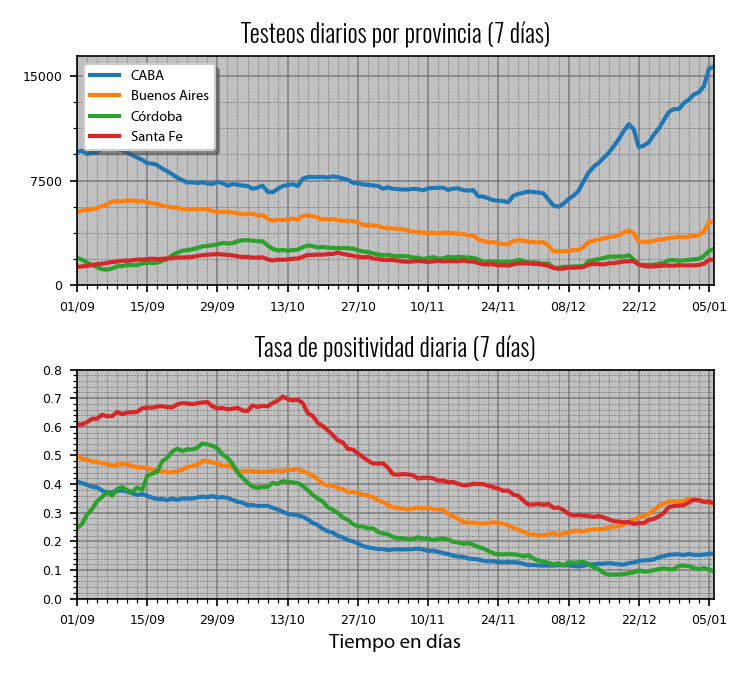 Testeos diarios por provincia (7 días)
15000
7500
0
CABA
Buenos Aires
Córdoba
Santa Fe
01/09 15/09 29/09 13/10 27/10 10/11 24/11 08/12 22/12 05/01
Tasa de positividad diaria (7 días)
0.8
0.7
0.6
0.5
0.4
0.3
0.2
0.1
0.0
01/09 15/09 29/09 13/10 27/10 10/11 24/11 08/12 22/12 05/01
Tiempo en días